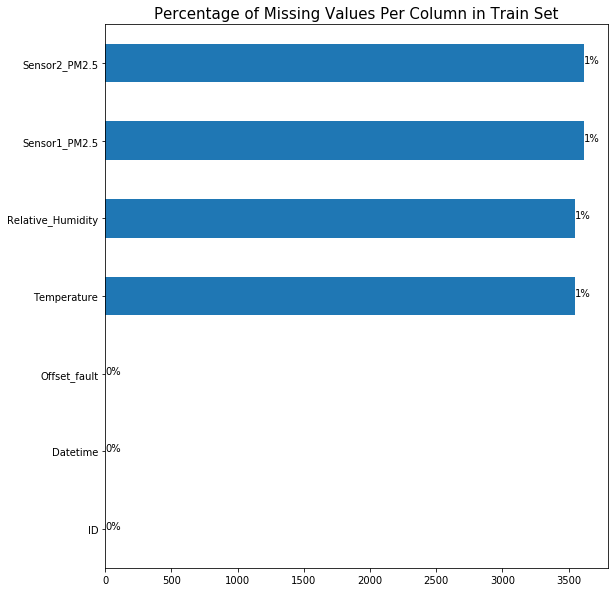 Percentage of Missing Values Per Column in Train Set
Sensor2_PM2.5 1%
Sensor1_PM2.5 1%
Relative_Humidity 1%
Temperature 1%
Offset_fault 0%
Datetime 0%
ID 0%
0 500 1000 1500 2000 2500 3000 3500